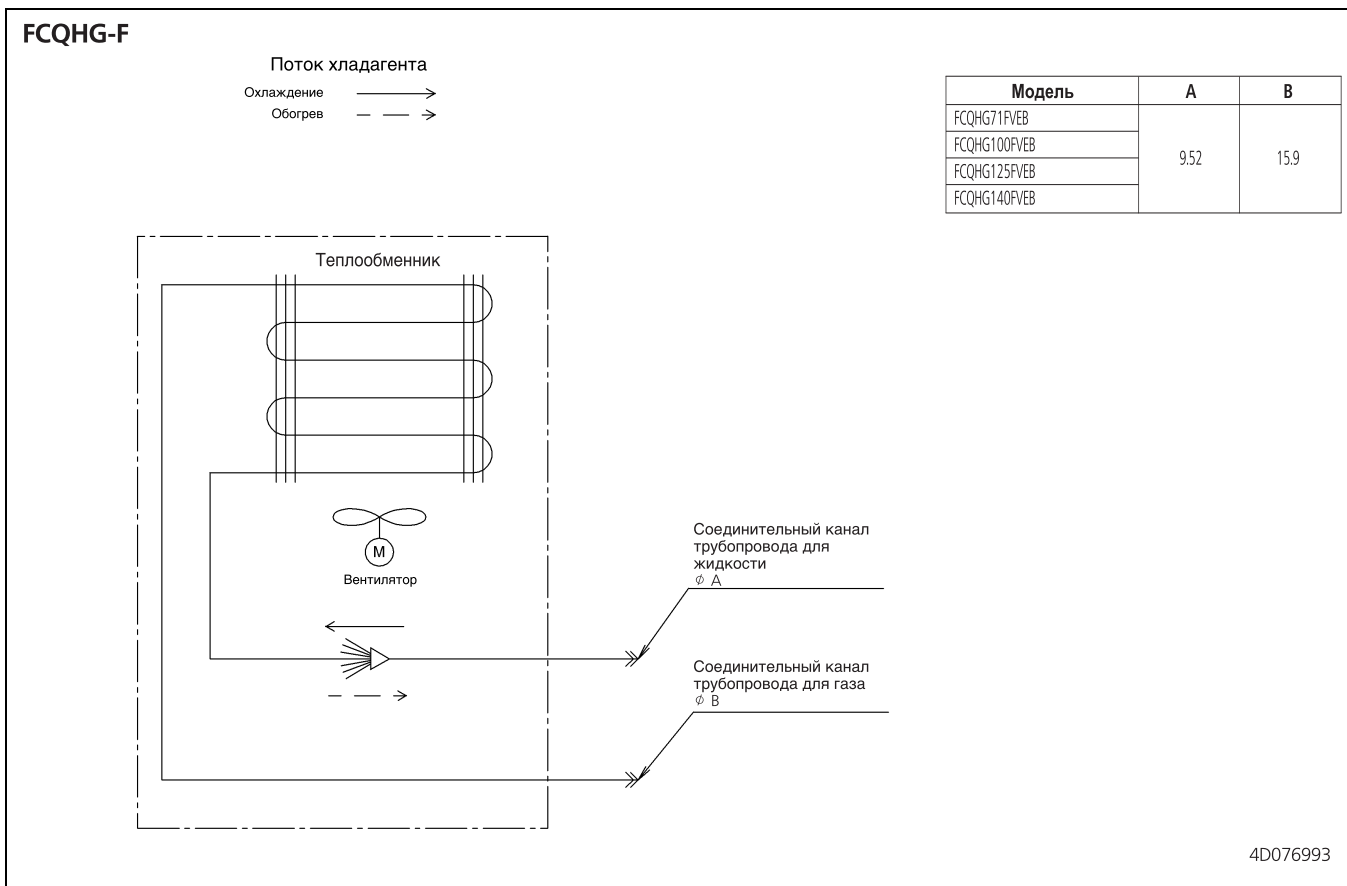 FCQHG-F
Поток хладагента
Охлаждение
Обогрев
Модель A B
FCQHG71FVEB
FCQHG100FVEB
FCQHG125FVEB
FCQHG140FVEB
9.52 15.9
Теплообменник
M
Вентилятор
Соединительный канал
трубопровода для
жидкости
⌀ A
Соединительный канал
трубопровода для газа
⌀ B
4D076993